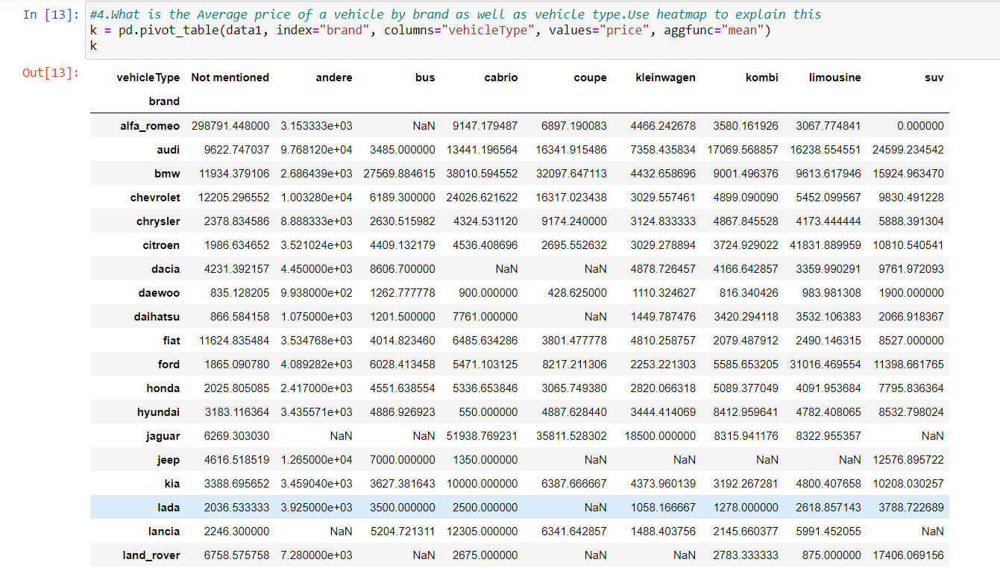 In [13]: #4.What is the Average price of a vehicle by brand as well as vehicle type.Use heatmap to explain this
k = pd.pivot_table(data1, index="brand", columns="vehicleType", values="price", aggfunc="mean")
k
Out[13]: vehicleType Not mentioned andere bus cabrio coupe kleinwagen kombi limousine suv
brand
alfa_romeo 298791.448000 3.153333e+03 NaN 9147.179487 6897.190083 4466.242678 3580.161926 3067.774841 0.000000
audi 9622.747037 9.768120e+04 3485.000000 13441.196564 16341.915486 7358.435834 17069.568857 16238.554551 24599.234542
bmw 11934.379106 2.686439e+03 27569.884615 38010.594552 32097.647113 4432.658696 9001.496376 9613.617946 15924.963470
chevrolet 12205.296552 1.003280e+04 6189.300000 24026.621622 16317.023438 3029.557461 4899.090090 5452.099567 9830.491228
chrysler 2378.834586 8.888333e+03 2630.515982 4324.531120 9174.240000 3124.833333 4867.845528 4173.444444 5888.391304
citroen 1986.634652 3.521024e+03 4409.132179 4536.408696 2695.552632 3029.278894 3724.929022 41831.889959 10810.540541
dacia 4231.392157 4.450000e+03 8606.700000 NaN NaN 4878.726457 4166.642857 3359.990291 9761.972093
daewoo 835.128205 9.938000e+02 1262.777778 900.000000 428.625000 1110.324627 816.340426 983.981308 1900.000000
daihatsu 866.584158 1.075000e+03 1201.500000 7761.000000 NaN 1449.787476 3420.294118 3532.106383 2066.918367
fiat 11624.835484 3.534768e+03 4014.823460 6485.634286 3801.477778 4810.258757 2079.487912 2490.146315 8527.000000
ford 1865.090780 4.089282e+03 6028.413458 5471.103125 8217.211306 2253.221303 5585.653205 31016.469554 11398.661765
honda 2025.805085 2.417000e+03 4551.638554 5336.653846 3065.749380 2820.066318 5089.377049 4091.953684 7795.836364
hyundai 3183.116364 3.435571e+03 4886.926923 550.000000 4887.628440 3444.414069 8412.959641 4782.408065 8532.798024
jaguar 6269.303030 NaN NaN 51938.769231 35811.528302 18500.000000 8315.941176 8322.955357 NaN
jeep 4616.518519 1.265000e+04 7000.000000 1350.000000 NaN NaN NaN NaN 12576.895722
kia 3388.695652 3.459040e+03 3627.381643 10000.000000 6387.666667 4373.960139 3192.267281 4800.407658 10208.030257
lada 2036.533333 3.925000e+03 3500.000000 2500.000000 NaN 1058.166667 1278.000000 2618.857143 3788.722689
lancia 2246.300000 NaN 5204.721311 12305.000000 6341.642857 1488.403756 2145.660377 5991.452055 NaN
land_rover 6758.575758 7.280000e+03 NaN 2675.000000 NaN NaN 2783.333333 875.000000 17406.069156